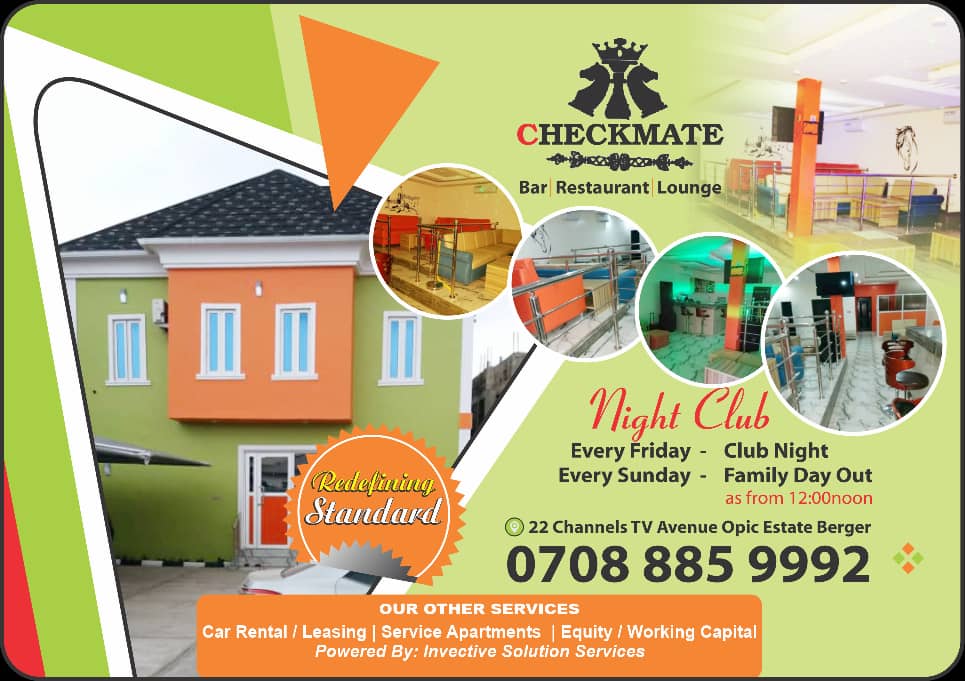 CHECKMATE
Bar | Restaurant | Lounge
Night Club
Every Friday - Club Night
Every Sunday - Family Day Out
as from 12:00noon
22 Channels TV Avenue Opic Estate Berger
0708 885 9992
Redefining
Standard
OUR OTHER SERVICES
Car Rental / Leasing | Service Apartments | Equity / Working Capital
Powered By: Invective Solution Services